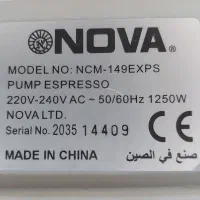 NOVA®
MODEL NO: NCM-149EXPS
PUMP ESPRESSO
220V-240V AC ~ 50/60Hz 1250W
NOVA LTD.
Serial No. 2035 14409
MADE IN CHINA صنع في الصين